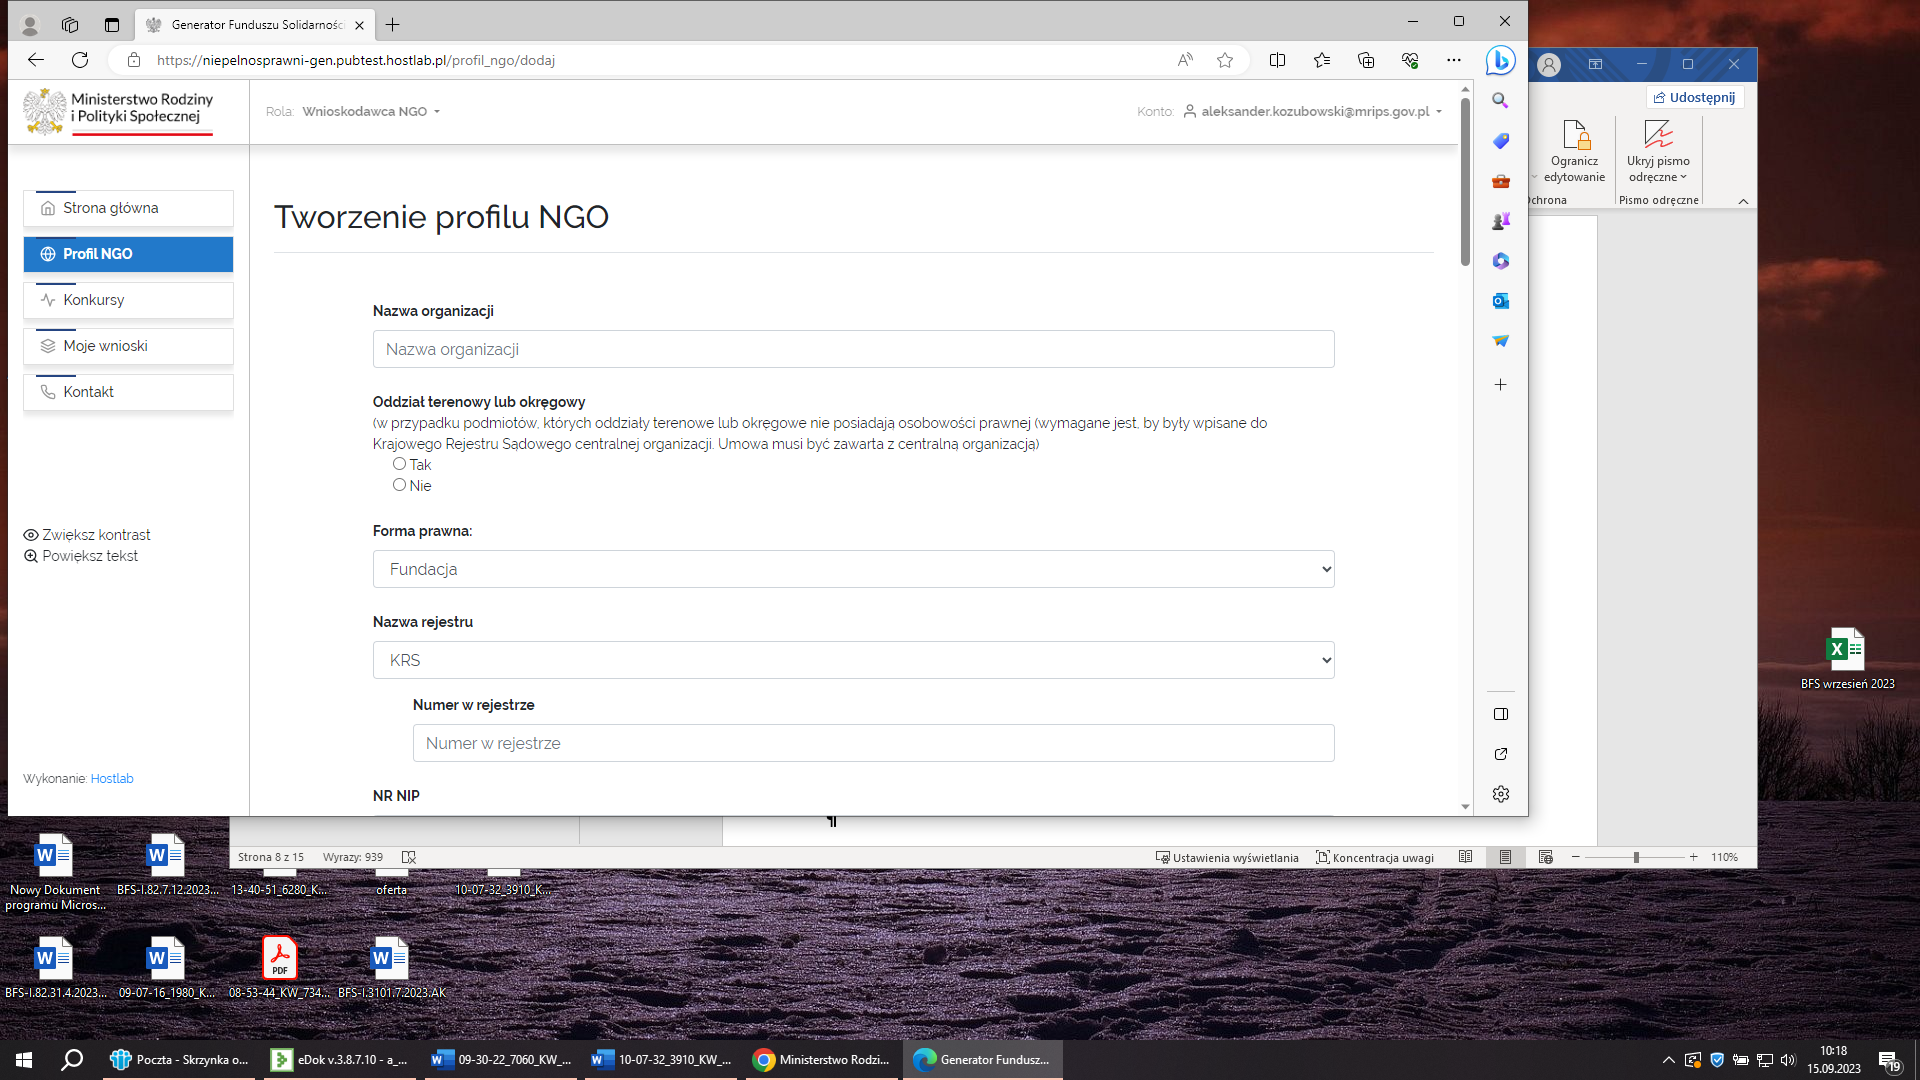 Generator Funduszu Solidarności
https://niepelnosprawni-gen.pubtest.hostlab.pl/profil_ngo/dodaj
Ministerstwo Rodziny
i Polityki Społecznej
Rola: Wnioskodawca NGO
Konto: aleksander.kozubowski@mrips.gov.pl
Strona główna
Profil NGO
Konkursy
Moje wnioski
Kontakt
Zwiększ kontrast
Powiększ tekst
Wykonanie: Hostlab
Tworzenie profilu NGO
Nazwa organizacji
Nazwa organizacji
Oddział terenowy lub okręgowy
(w przypadku podmiotów, których oddziały terenowe lub okręgowe nie posiadają osobowości prawnej (wymagane jest, by były wpisane do
Krajowego Rejestru Sądowego centralnej organizacji. Umowa musi być zawarta z centralną organizacją)
Tak
Nie
Forma prawna:
Fundacja
Nazwa rejestru
KRS
Numer w rejestrze
Numer w rejestrze
NR NIP
Udostępnij
Ogranicz
edytowanie
Ukryj pismo
odręczne
Ochrona
Pismo odręczne
¶
Strona 8 z 15
Wyrazy: 939
Ustawienia wyświetlania
Koncentracja uwagi
110%
BFS wrzesień 2023
Nowy Dokument
programu Micros...
BFS-I.82.7.12.2023...
13-40-51_6280_K...
oferta
10-07-32_3910_K...
BFS-I.82.31.4.2023...
09-07-16_1980_K...
PDF
08-53-44_KW_734...
BFS-I.3101.7.2023.AK
Poczta - Skrzynka o...
eDok v.3.8.7.10 - a_...
09-30-22_7060_KW_...
10-07-32_3910_KW_...
Ministerstwo Rodzi...
Generator Fundusz...
10:18
15.09.2023
19